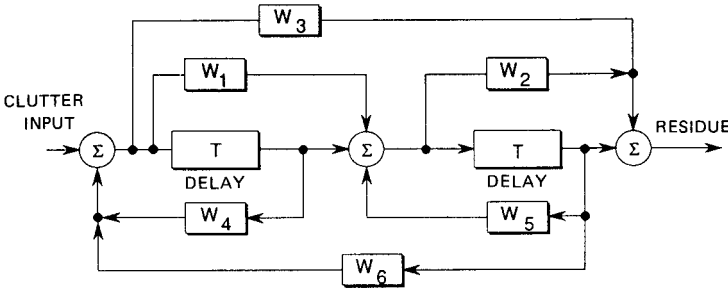 W3
W1
W2
CLUTTER
INPUT
Σ
T
Σ
T
Σ
RESIDUE
DELAY
DELAY
W4
W5
W6